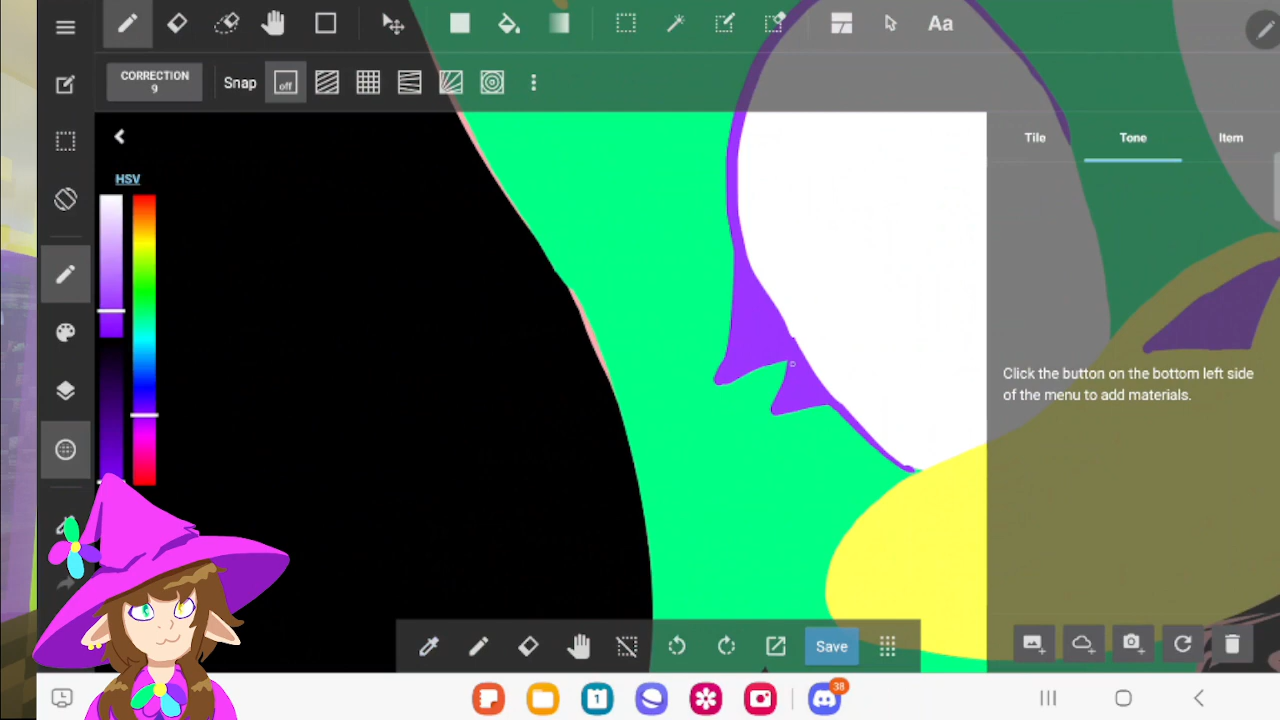 Aa
CORRECTION
9
Snap
off
Tile
Tone
Item
HSV
Click the button on the bottom left side
of the menu to add materials.
Save
1
38